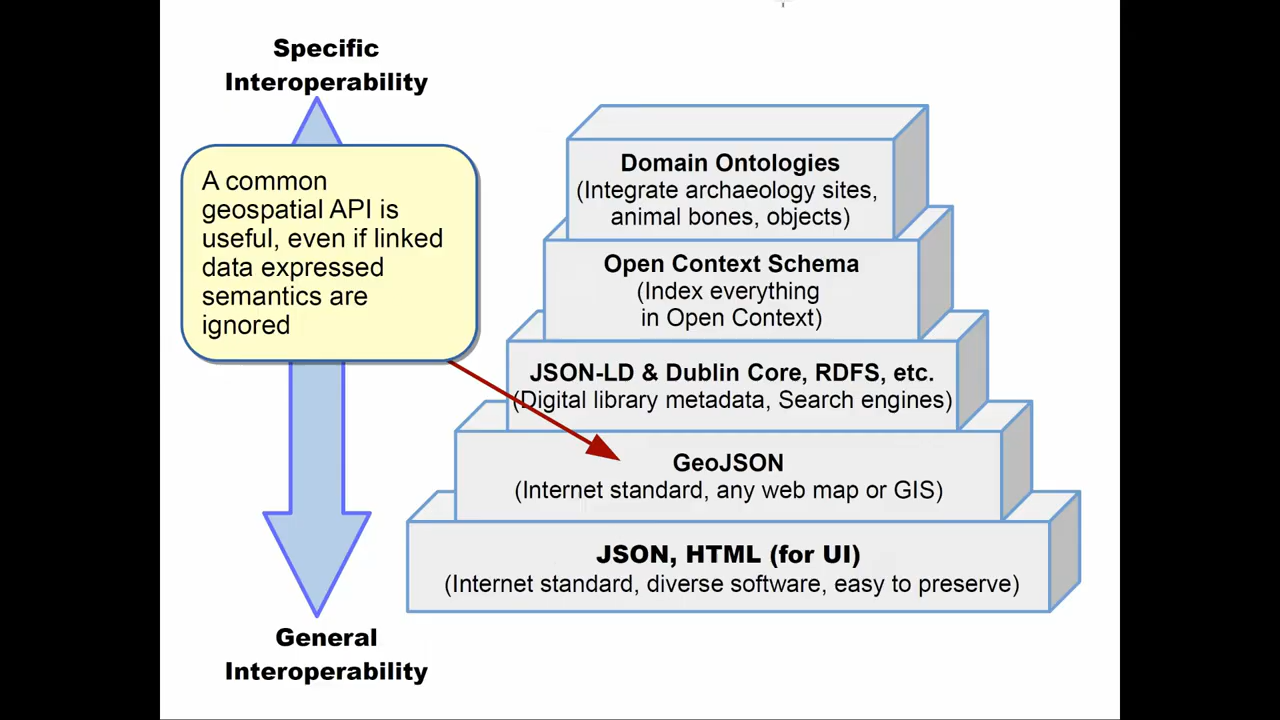 Specific
Interoperability
A common
geospatial API is
useful, even if linked
data expressed
semantics are
ignored
Domain Ontologies
(Integrate archaeology sites,
animal bones, objects)
Open Context Schema
(Index everything
in Open Context)
JSON-LD & Dublin Core, RDFS, etc.
(Digital library metadata, Search engines)
GeoJSON
(Internet standard, any web map or GIS)
JSON, HTML (for UI)
(Internet standard, diverse software, easy to preserve)
General
Interoperability